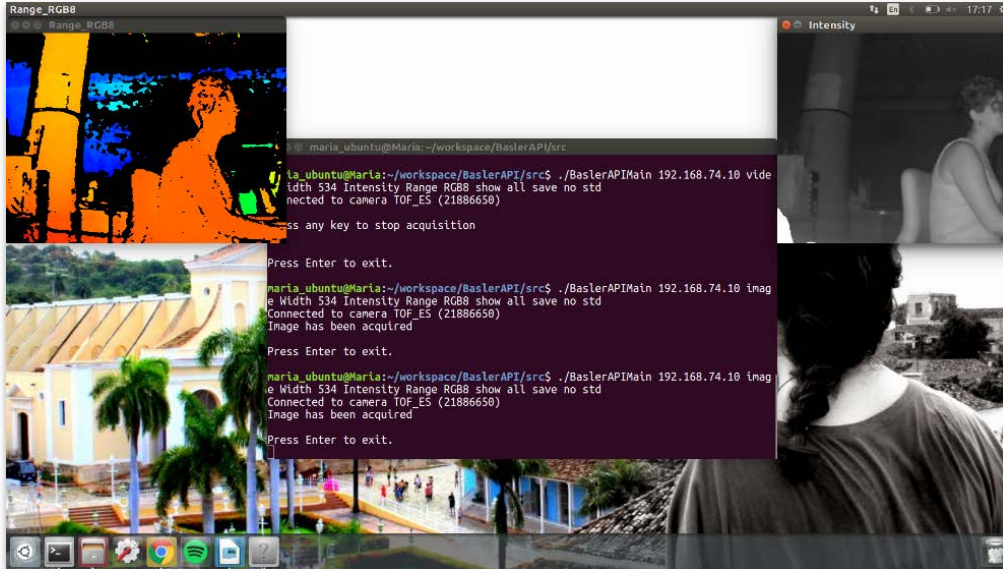 Range_RGB8
En
17:17
Range_RGB8
Intensity
maria_ubuntu@Maria: ~/workspace/BaslerAPI/src
ia_ubuntu@Maria:~/workspace/BaslerAPI/src$ ./BaslerAPIMain 192.168.74.10 vide
idth 534 Intensity Range RGB8 show all save no std
nected to camera TOF_ES (21886650)
ss any key to stop acquisition
Press Enter to exit.
maria_ubuntu@Maria:~/workspace/BaslerAPI/src$ ./BaslerAPIMain 192.168.74.10 imag
e Width 534 Intensity Range RGB8 show all save no std
Connected to camera TOF_ES (21886650)
Image has been acquired
Press Enter to exit.
maria_ubuntu@Maria:~/workspace/BaslerAPI/src$ ./BaslerAPIMain 192.168.74.10 imag
e Width 534 Intensity Range RGB8 show all save no std
Connected to camera TOF_ES (21886650)
Image has been acquired
Press Enter to exit.